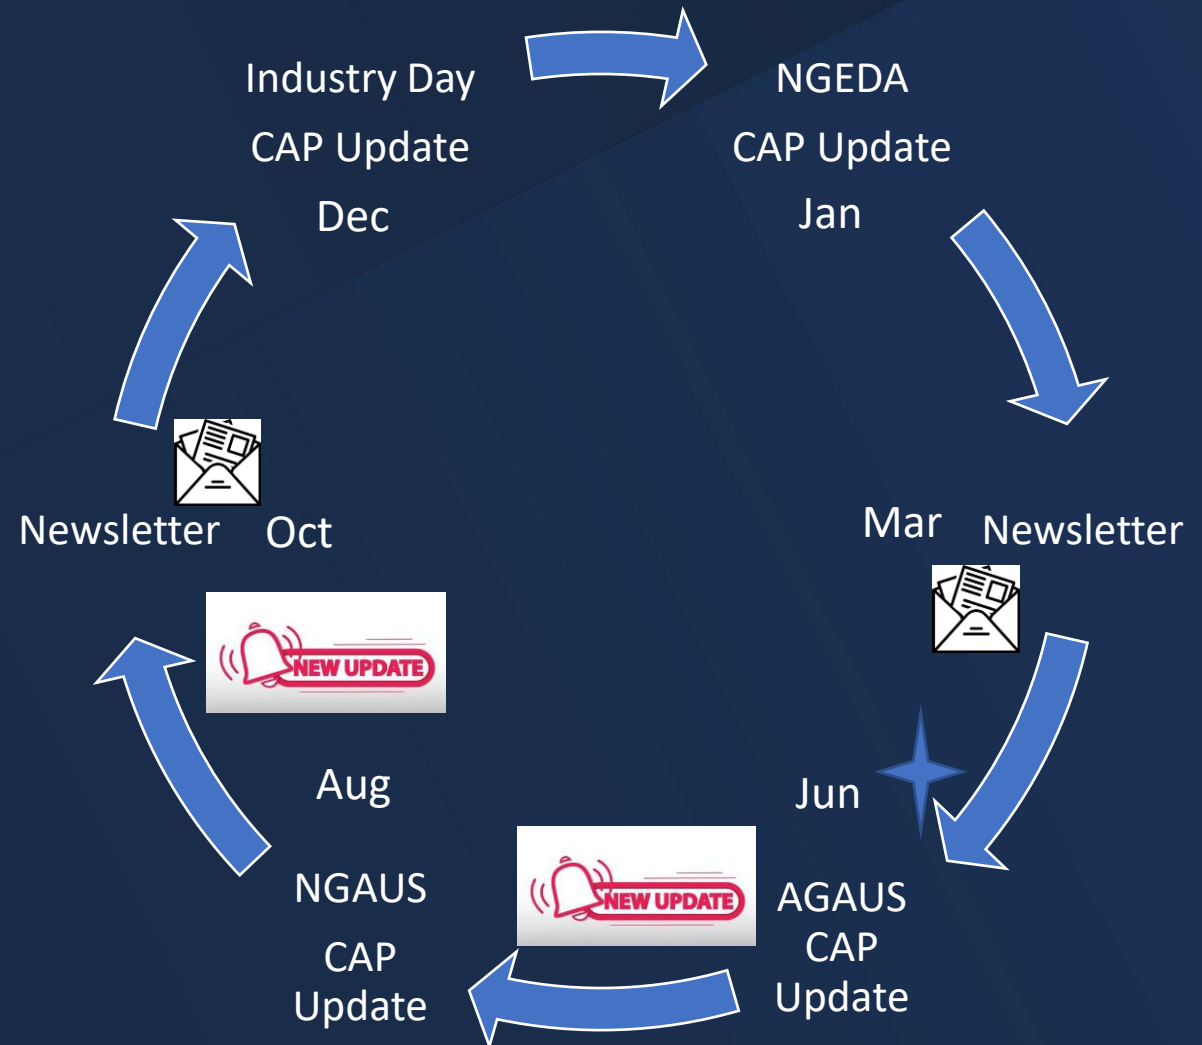 Industry Day
CAP Update
Dec
NGEDA
CAP Update
Jan
Mar
Newsletter
Jun
AGAUS
CAP
Update
NEW UPDATE
Aug
NGAUS
CAP
Update
NEW UPDATE
Newsletter
Oct